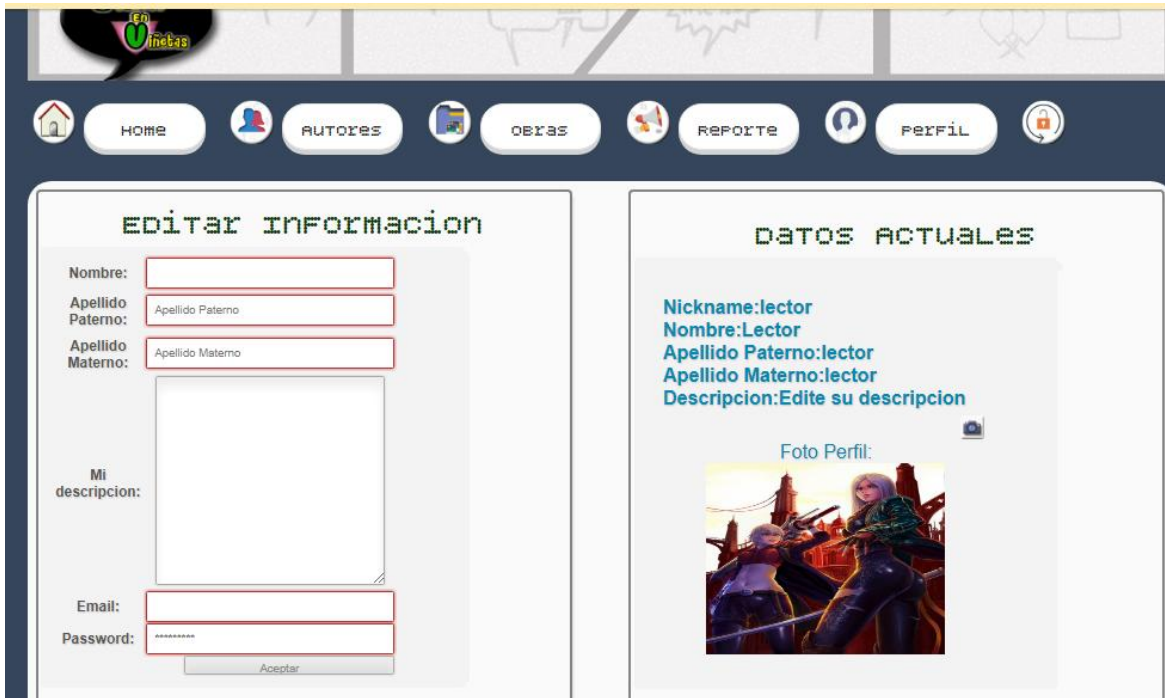 En
Viñetas
Home
Autores
Obras
Reporte
Perfil
Editar Informacion
Nombre:
Apellido
Paterno:
Apellido Paterno
Apellido
Materno:
Apellido Materno
Mi
descripcion:
Email:
Password:
*********
Aceptar
Datos Actuales
Nickname:lector
Nombre:Lector
Apellido Paterno:lector
Apellido Materno:lector
Descripcion:Edite su descripcion
Foto Perfil: